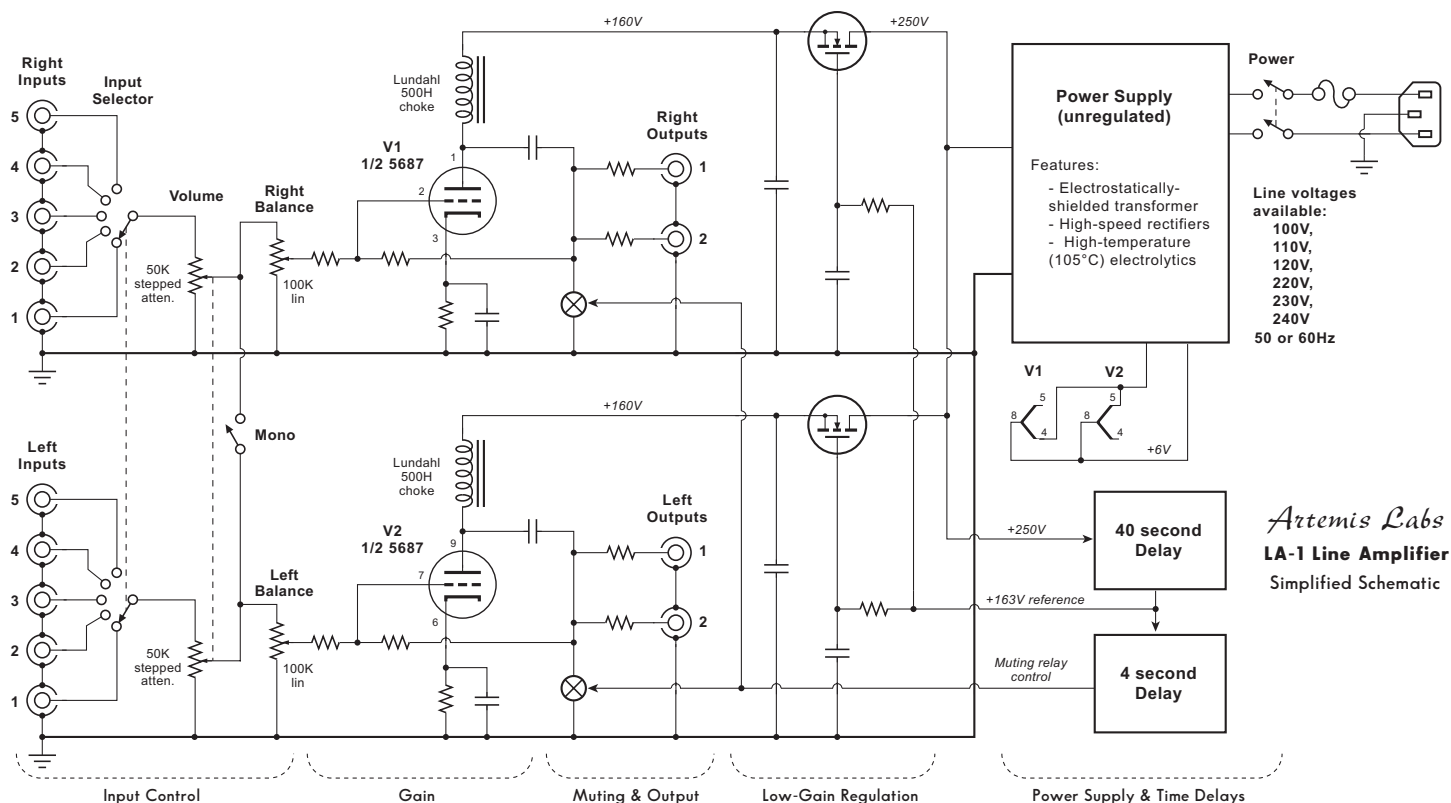 +160V
+250V
Right
Inputs
Input
Selector
5
4
3
2
1
Volume
50K
stepped
atten.
Right
Balance
100K
lin
Lundahl
500H
choke
V1
1/2 5687
1
2
3
Right
Outputs
1
2
Power Supply
(unregulated)
Features:
- Electrostatically-
shielded transformer
- High-speed rectifiers
- High-temperature
(105°C) electrolytics
Power
Line voltages
available:
100V,
110V,
120V,
220V,
230V,
240V
50 or 60Hz
V1
V2
5
8
4
5
8
4
+6V
Mono
+160V
Left
Inputs
5
4
3
2
1
50K
stepped
atten.
Left
Balance
100K
lin
Lundahl
500H
choke
V2
1/2 5687
9
7
6
Left
Outputs
1
2
+250V
40 second
Delay
+163V reference
Muting relay
control
4 second
Delay
Artemis Labs
LA-1 Line Amplifier
Simplified Schematic
Input Control
Gain
Muting & Output
Low-Gain Regulation
Power Supply & Time Delays